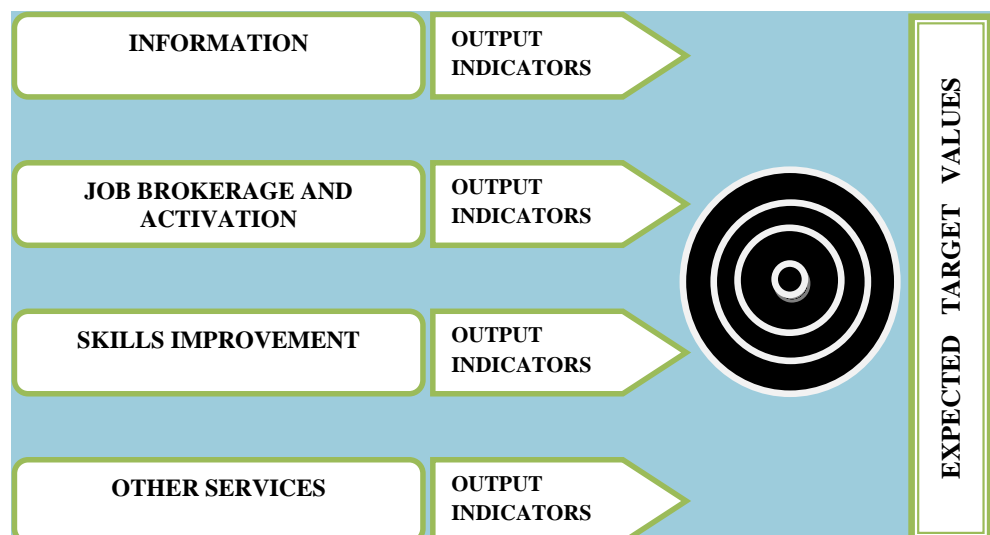 INFORMATION
OUTPUT
INDICATORS
JOB BROKERAGE AND
ACTIVATION
OUTPUT
INDICATORS
SKILLS IMPROVEMENT
OUTPUT
INDICATORS
OTHER SERVICES
OUTPUT
INDICATORS
EXPECTED TARGET VALUES